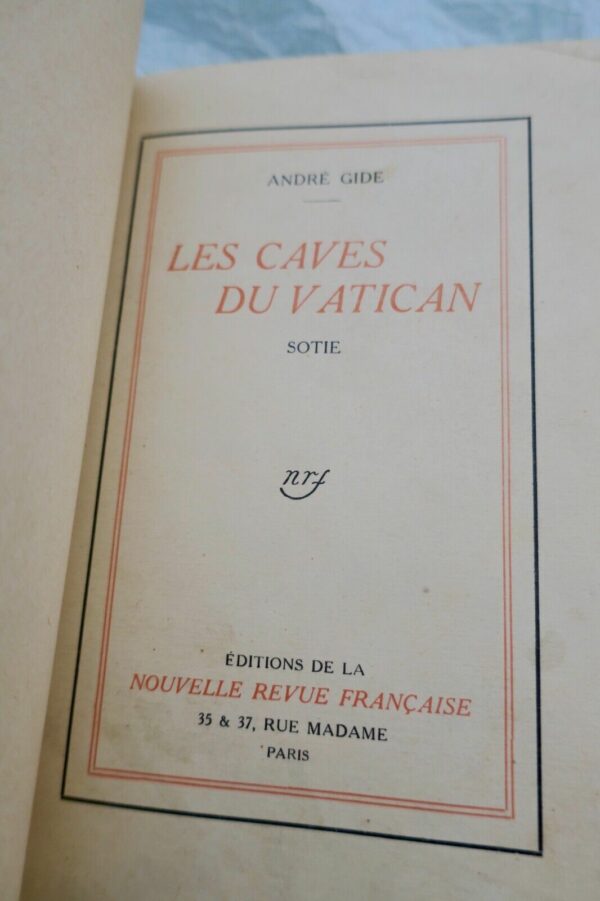 ANDRÉ GIDE
LES CAVES
DU VATICAN
SOTIE
nrf
ÉDITIONS DE LA
NOUVELLE REVUE FRANÇAISE
35 & 37, RUE MADAME
PARIS